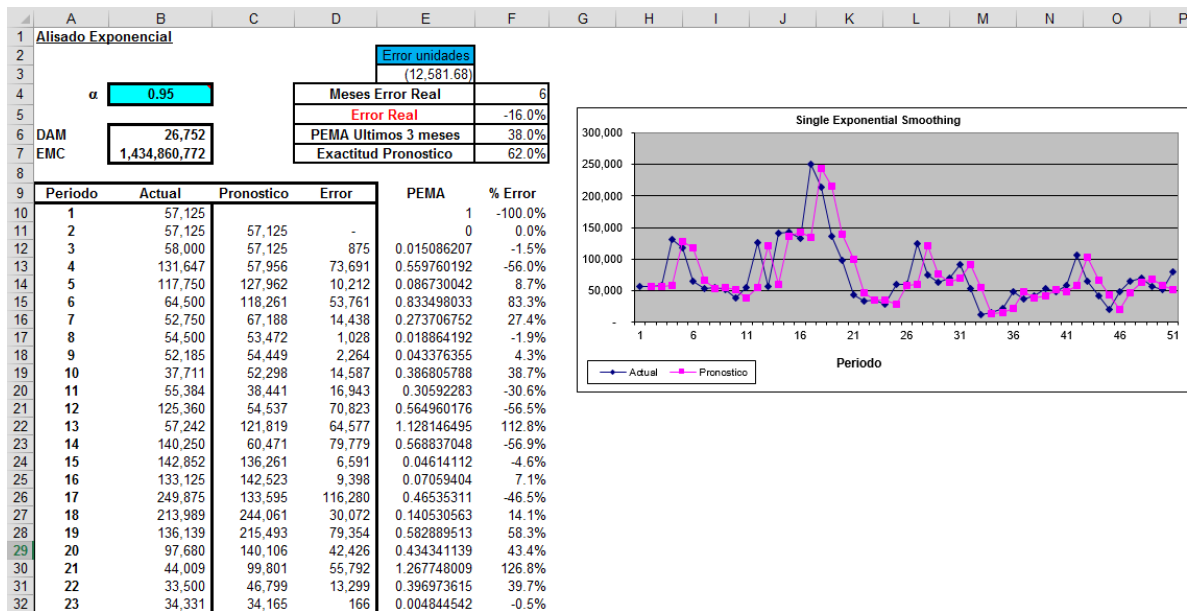 A B C D E F G H I J K L M N O P
1 Alisado Exponencial
2 Error unidades
3 (12,581.68)
4 α 0.95 Meses Error Real 6
5 Error Real -16.0%
6 DAM 26,752 PEMA Ultimos 3 meses 38.0%
7 EMC 1,434,860,772 Exactitud Pronostico 62.0%
8
9 Periodo Actual Pronostico Error PEMA % Error
10 1 57,125 1 -100.0%
11 2 57,125 57,125 - 0 0.0%
12 3 58,000 57,125 875 0.015086207 -1.5%
13 4 131,647 57,956 73,691 0.559760192 -56.0%
14 5 117,750 127,962 10,212 0.086730042 8.7%
15 6 64,500 118,261 53,761 0.833498033 83.3%
16 7 52,750 67,188 14,438 0.273706752 27.4%
17 8 54,500 53,472 1,028 0.018864192 -1.9%
18 9 52,185 54,449 2,264 0.043376355 4.3%
19 10 37,711 52,298 14,587 0.386805788 38.7%
20 11 55,384 38,441 16,943 0.30592283 -30.6%
21 12 125,360 54,537 70,823 0.564960176 -56.5%
22 13 57,242 121,819 64,577 1.128146495 112.8%
23 14 140,250 60,471 79,779 0.568837048 -56.9%
24 15 142,852 136,261 6,591 0.04614112 -4.6%
25 16 133,125 142,523 9,398 0.07059404 7.1%
26 17 249,875 133,595 116,280 0.46535311 -46.5%
27 18 213,989 244,061 30,072 0.140530563 14.1%
28 19 136,139 215,493 79,354 0.582889513 58.3%
29 20 97,680 140,106 42,426 0.434341139 43.4%
30 21 44,009 99,801 55,792 1.267748009 126.8%
31 22 33,500 46,799 13,299 0.396973615 39.7%
32 23 34,331 34,165 166 0.004844542 -0.5%
Single Exponential Smoothing
300,000
250,000
200,000
150,000
100,000
50,000
-
1 6 11 16 21 26 31 36 41 46 51
Periodo
Actual Pronostico